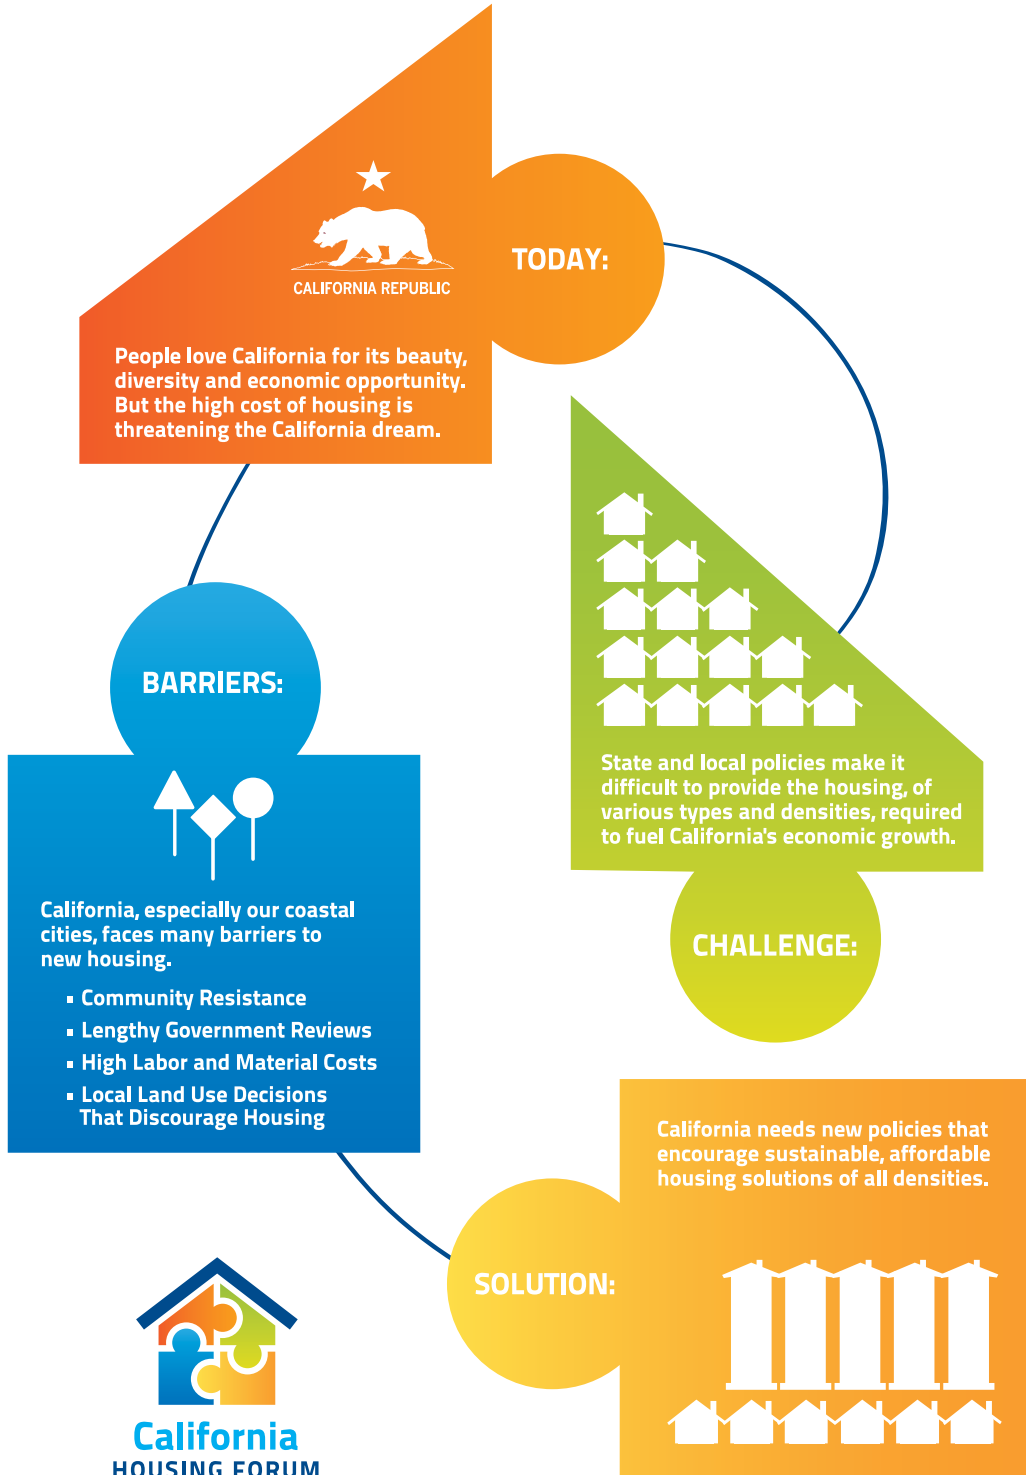 CALIFORNIA REPUBLIC
TODAY:
People love California for its beauty,
diversity and economic opportunity.
But the high cost of housing is
threatening the California dream.
State and local policies make it
difficult to provide the housing, of
various types and densities, required
to fuel California's economic growth.
CHALLENGE:
BARRIERS:
California, especially our coastal
cities, faces many barriers to
new housing.
▪ Community Resistance
▪ Lengthy Government Reviews
▪ High Labor and Material Costs
▪ Local Land Use Decisions
That Discourage Housing
California needs new policies that
encourage sustainable, affordable
housing solutions of all densities.
SOLUTION:
California
HOUSING FORUM